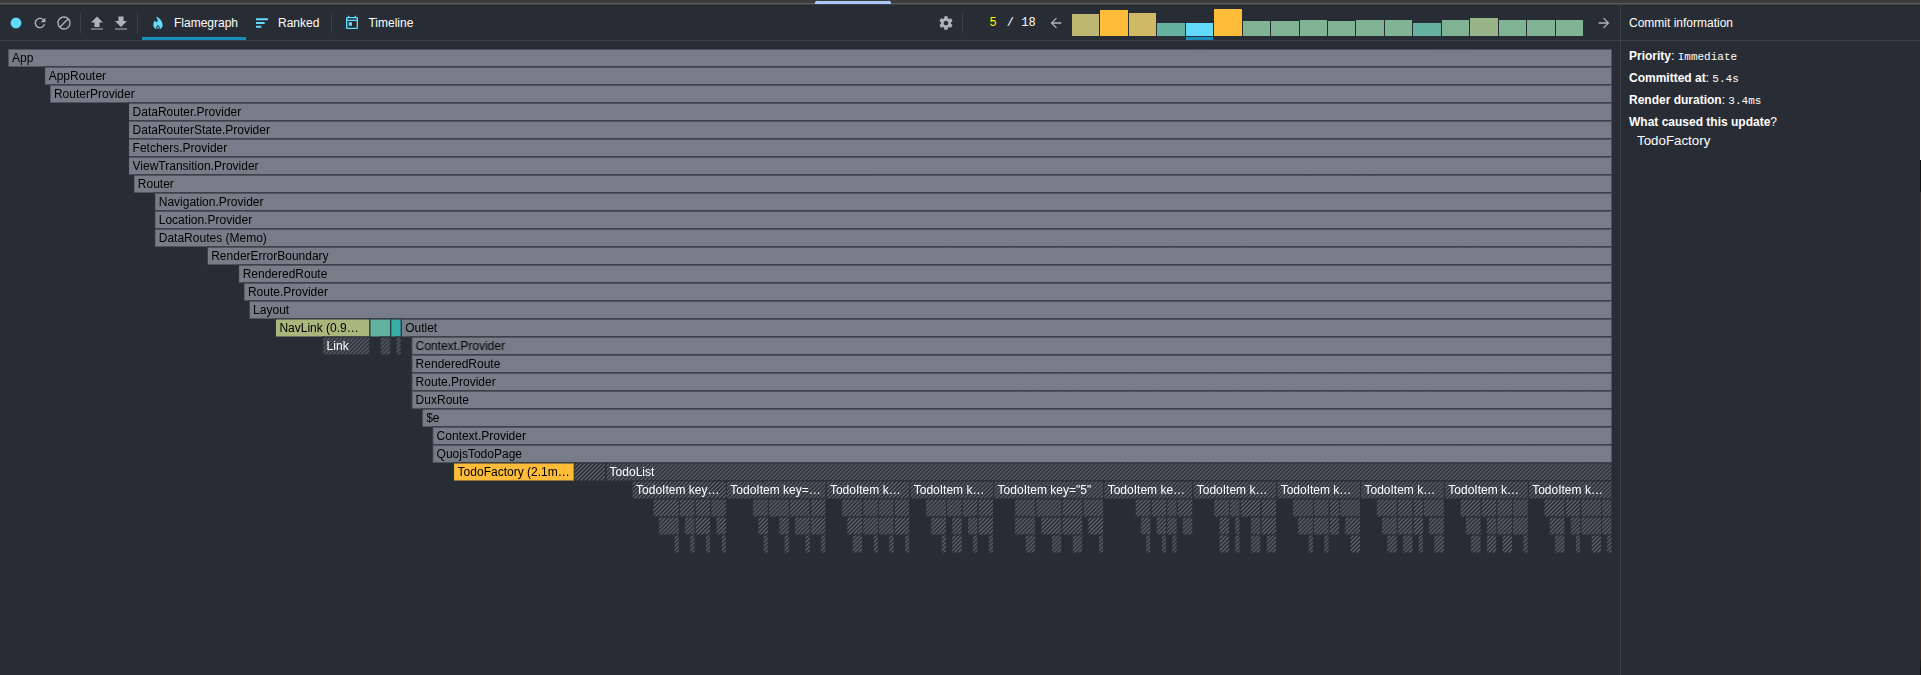 Flamegraph Ranked Timeline 5 / 18 Commit information
App
AppRouter
RouterProvider
DataRouter.Provider
DataRouterState.Provider
Fetchers.Provider
ViewTransition.Provider
Router
Navigation.Provider
Location.Provider
DataRoutes (Memo)
RenderErrorBoundary
RenderedRoute
Route.Provider
Layout
NavLink (0.9… Outlet
Link Context.Provider
RenderedRoute
Route.Provider
DuxRoute
$e
Context.Provider
QuojsTodoPage
TodoFactory (2.1m… TodoList
TodoItem key… TodoItem key=… TodoItem k… TodoItem k… TodoItem key="5" TodoItem ke… TodoItem k… TodoItem k… TodoItem k… TodoItem k… TodoItem k…
Priority: Immediate
Committed at: 5.4s
Render duration: 3.4ms
What caused this update?
TodoFactory